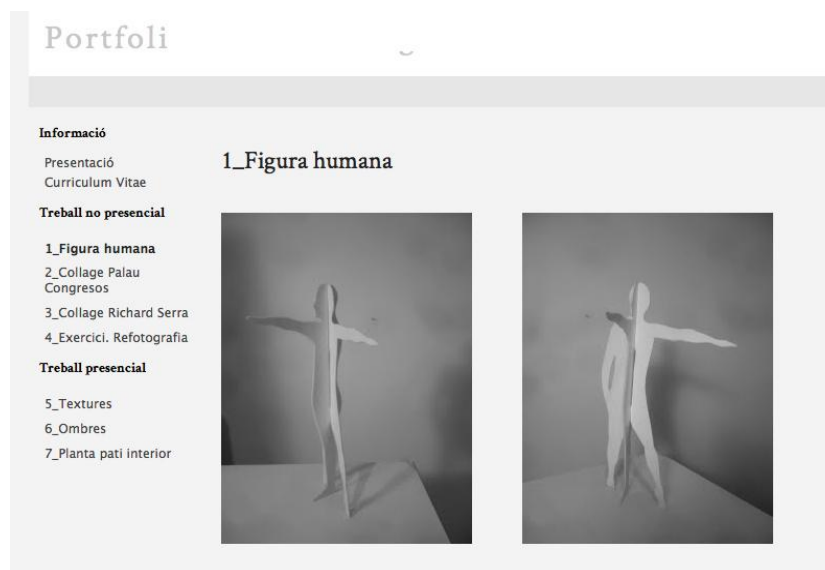 Portfoli
Informació
Presentació
Curriculum Vitae
Treball no presencial
1_Figura humana
2_Collage Palau
Congresos
3_Collage Richard Serra
4_Exercici. Refotografia
Treball presencial
5_Textures
6_Ombres
7_Planta pati interior
1_Figura humana